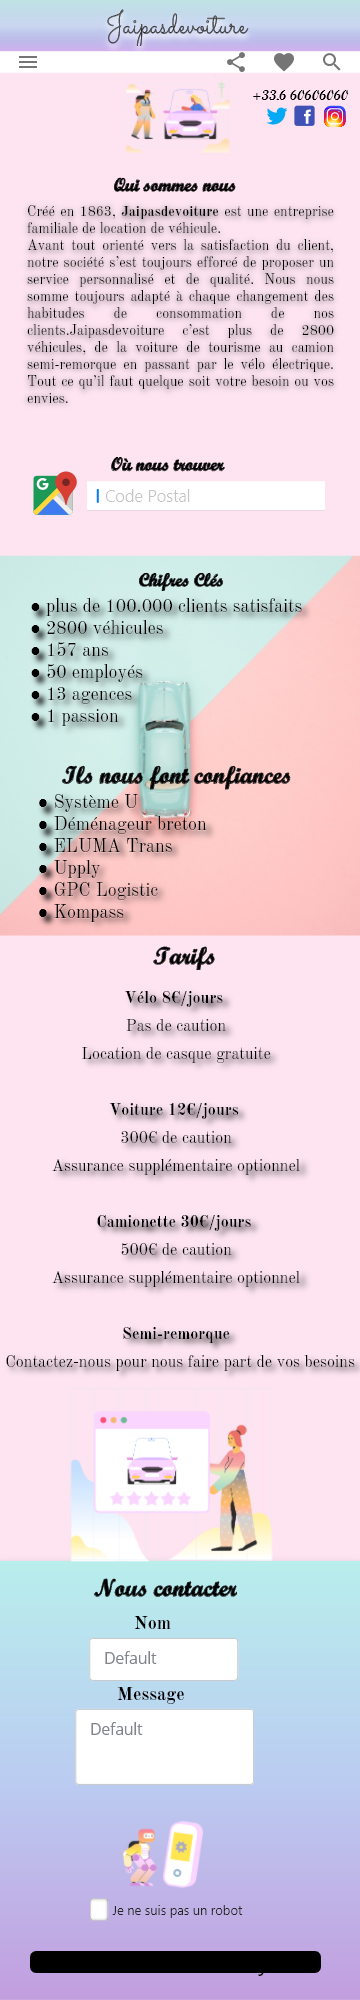 Jaipasdevoiture
+33.6 60606060
Qui sommes nous
Créé en 1863, Jaipasdevoiture est une entreprise
familiale de location de véhicule.
Avant tout orienté vers la satisfaction du client,
notre société s'est toujours efforcé de proposer un
service personnalisé et de qualité. Nous nous
somme toujours adapté à chaque changement des
habitudes de consommation de nos
clients.Jaipasdevoiture c'est plus de 2800
véhicules, de la voiture de tourisme au camion
semi-remorque en passant par le vélo électrique.
Tout ce qu'il faut quelque soit votre besoin ou vos
envies.
Où nous trouver
G
Code Postal
Chifres Clés
● plus de 100.000 clients satisfaits
● 2800 véhicules
● 157 ans
● 50 employés
● 13 agences
● 1 passion
Ils nous font confiances
● Système U
● Déménageur breton
● ELUMA Trans
● Upply
● GPC Logistic
● Kompass
Tarifs
Vélo 8€/jours
Pas de caution
Location de casque gratuite
Voiture 12€/jours
300€ de caution
Assurance supplémentaire optionnel
Camionette 30€/jours
500€ de caution
Assurance supplémentaire optionnel
Semi-remorque
Contactez-nous pour nous faire part de vos besoins
Nous contacter
Nom
Default
Message
Default
Je ne suis pas un robot